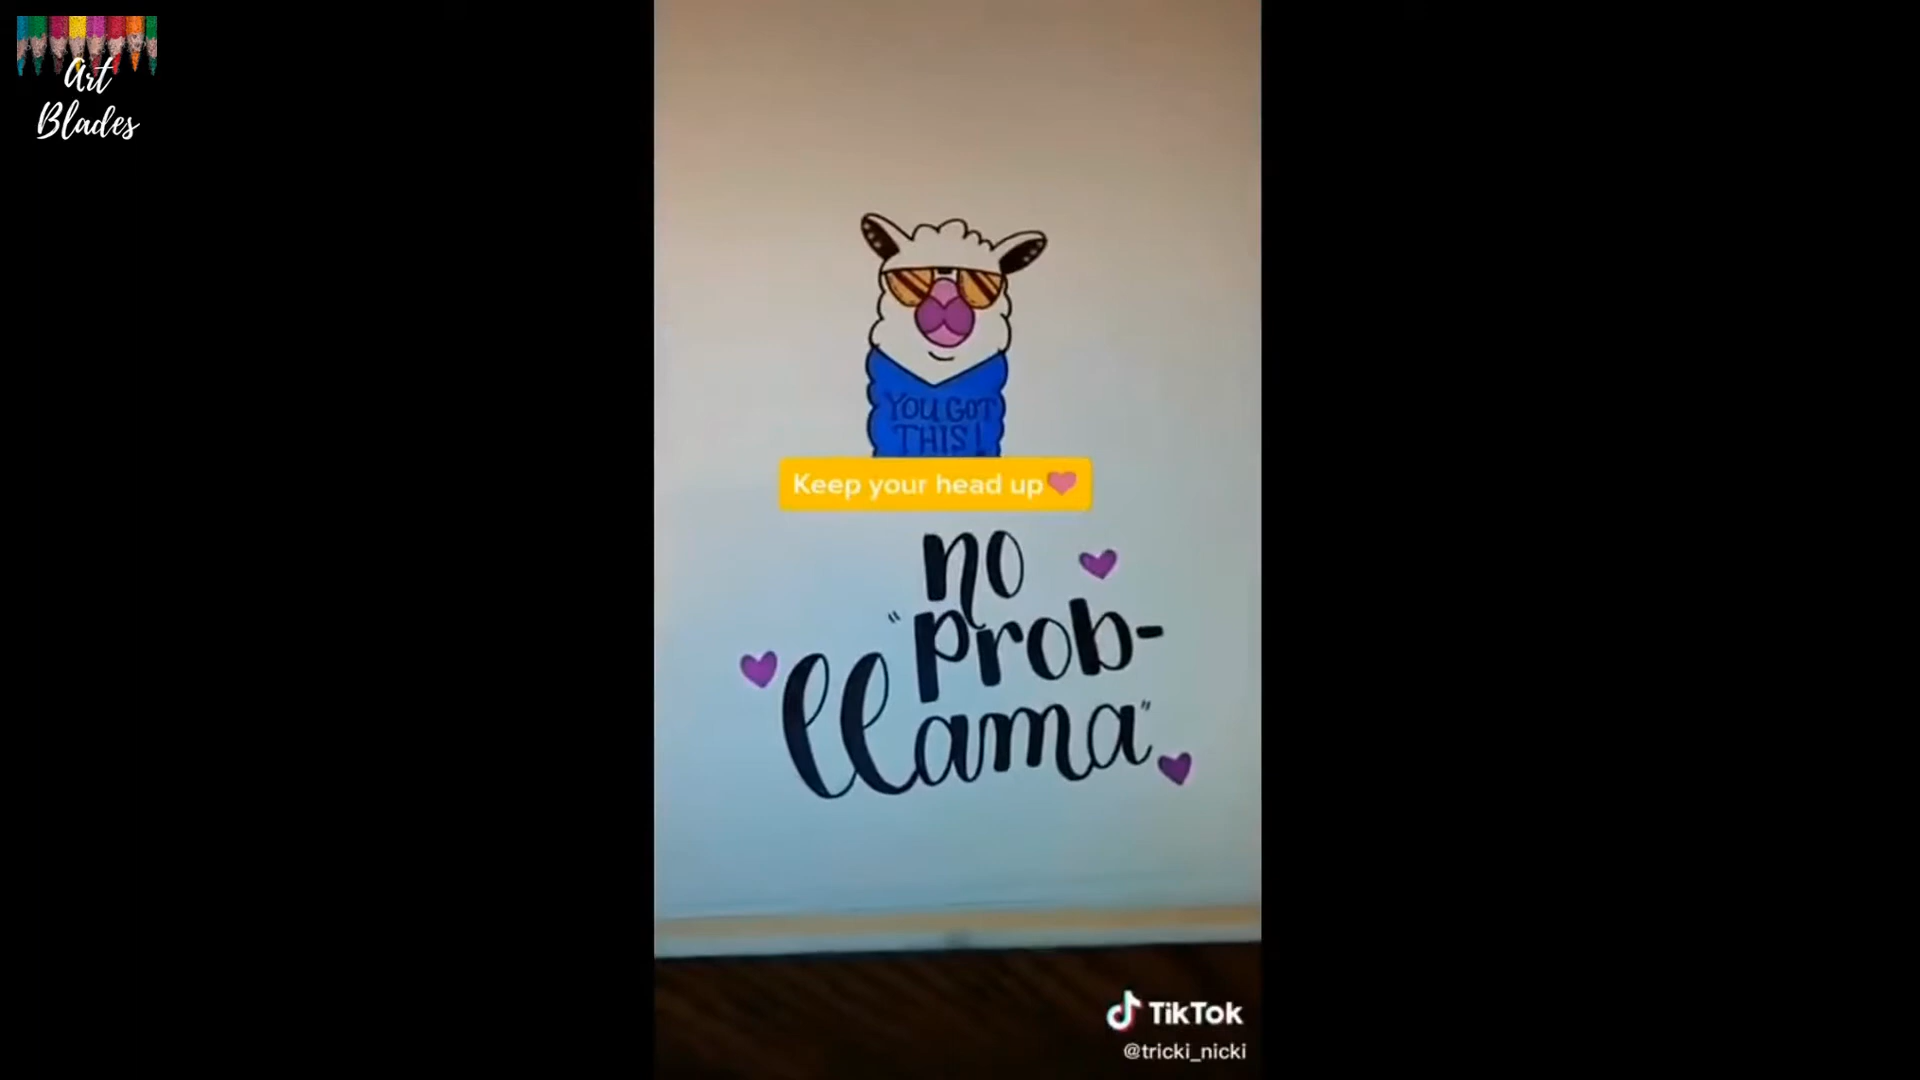 Art
Blades
YOU GOT
THIS!
Keep your head up
no
"prob-
llama"
TikTok
@tricki_nicki